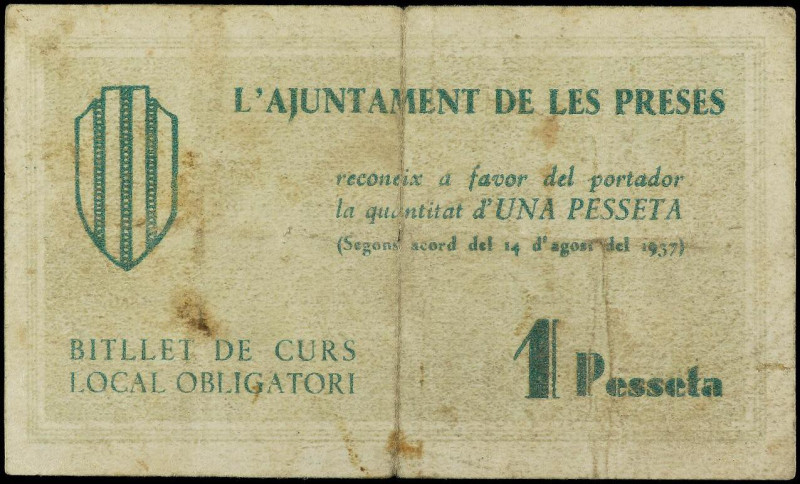 L'AJUNTAMENT DE LES PRESES
reconeix a favor del portador
la quantitat d'UNA PESSETA
(Segons acord del 14 d'agost del 1937)
BITLLET DE CURS
LOCAL OBLIGATORI
1 Pesseta